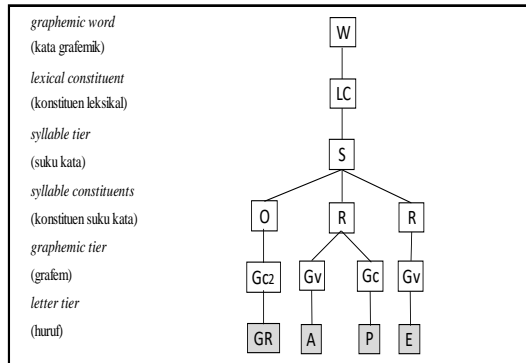 graphemic word
(kata grafemik)
W
lexical constituent
(konstituen leksikal)
LC
syllable tier
(suku kata)
S
syllable constituents
(konstituen suku kata)
O R R
graphemic tier
(grafem)
Gc2 Gv Gc Gv
letter tier
(huruf)
GR A P E